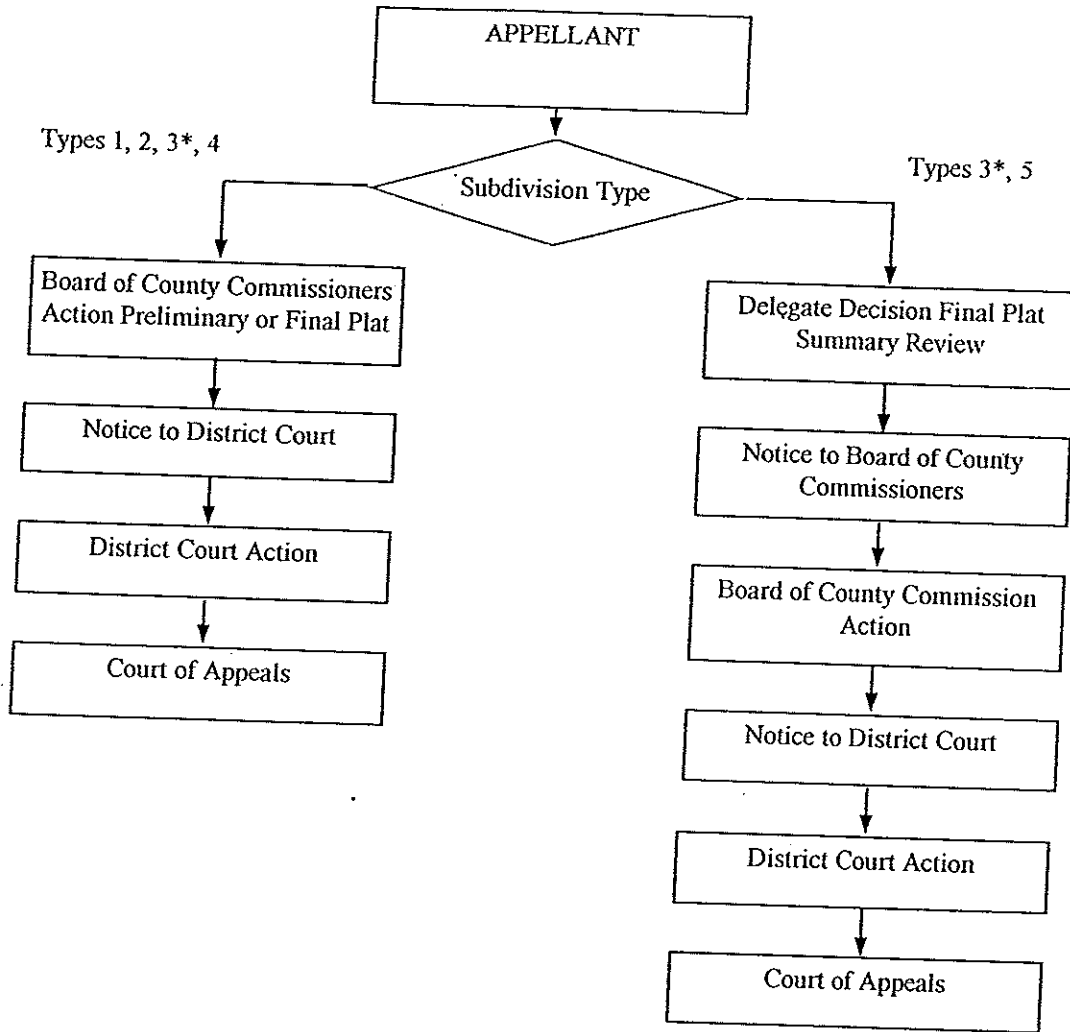 APPELLANT
Types 1, 2, 3*, 4
Types 3*, 5
Subdivision Type
Board of County Commissioners
Action Preliminary or Final Plat
Notice to District Court
District Court Action
Court of Appeals
Delegate Decision Final Plat
Summary Review
Notice to Board of County
Commissioners
Board of County Commission
Action
Notice to District Court
District Court Action
Court of Appeals